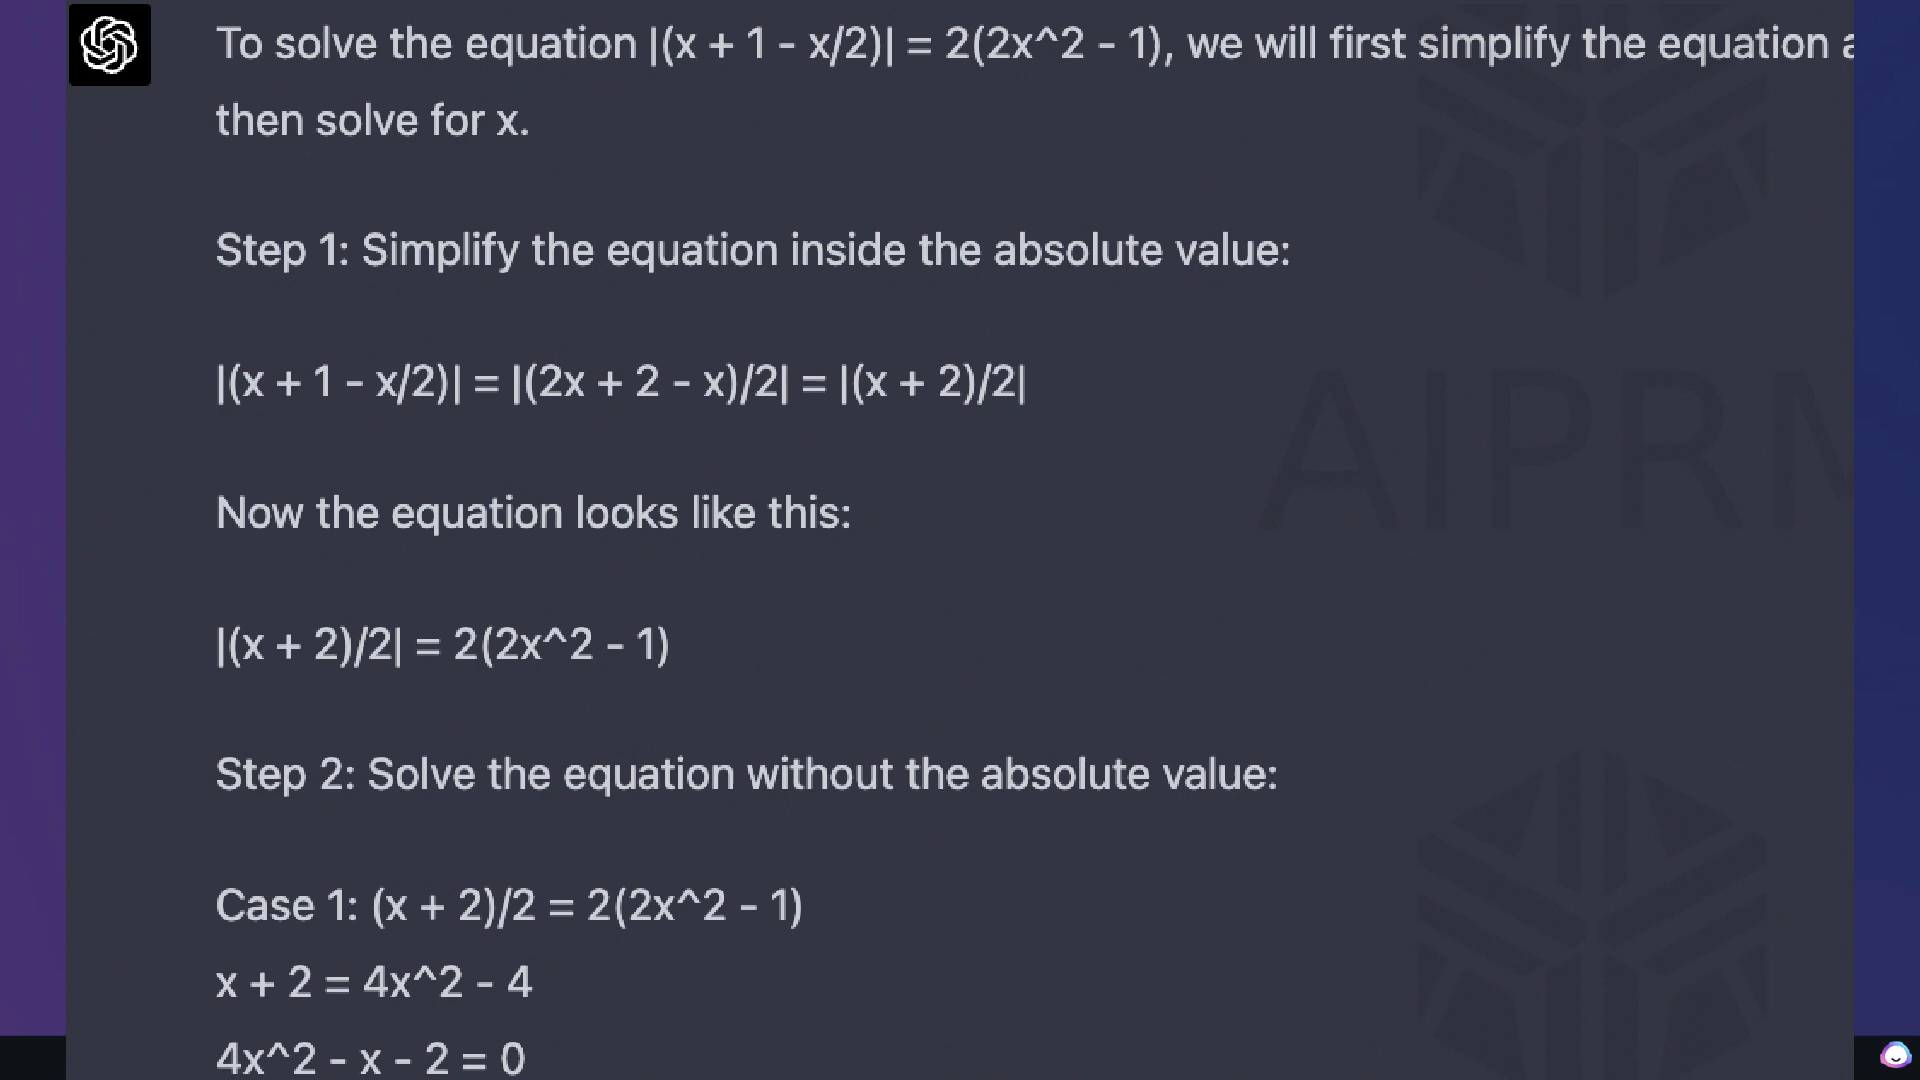 To solve the equation |(x + 1 - x/2)| = 2(2x^2 - 1), we will first simplify the equation
then solve for x.
Step 1: Simplify the equation inside the absolute value:
|(x + 1 - x/2)| = |(2x + 2 - x)/2| = |(x + 2)/2|
AIPRM
Now the equation looks like this:
|(x + 2)/2| = 2(2x^2 - 1)
Step 2: Solve the equation without the absolute value:
Case 1: (x + 2)/2 = 2(2x^2 - 1)
x + 2 = 4x^2 - 4
4x^2 - x - 2 = 0